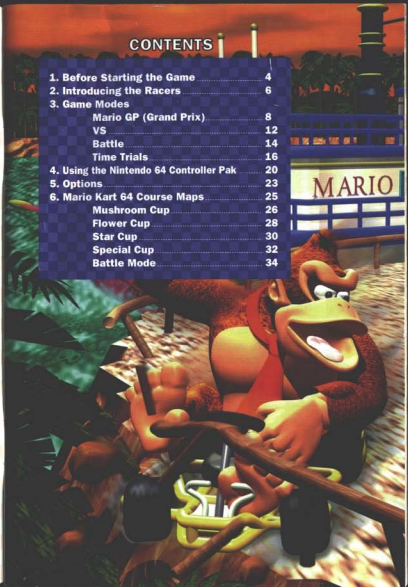 CONTENTS
1. Before Starting the Game 4
2. Introducing the Racers 6
3. Game Modes
Mario GP (Grand Prix) 8
VS 12
Battle 14
Time Trials 16
4. Using the Nintendo 64 Controller Pak 20
5. Options 23
6. Mario Kart 64 Course Maps 25
Mushroom Cup 26
Flower Cup 28
Star Cup 30
Special Cup 32
Battle Mode 34
MARIO